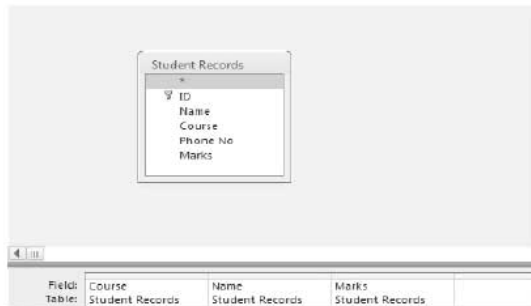 Student Records
*
ID
Name
Course
Phone No
Marks
Field: Course Name Marks
Table: Student Records Student Records Student Records